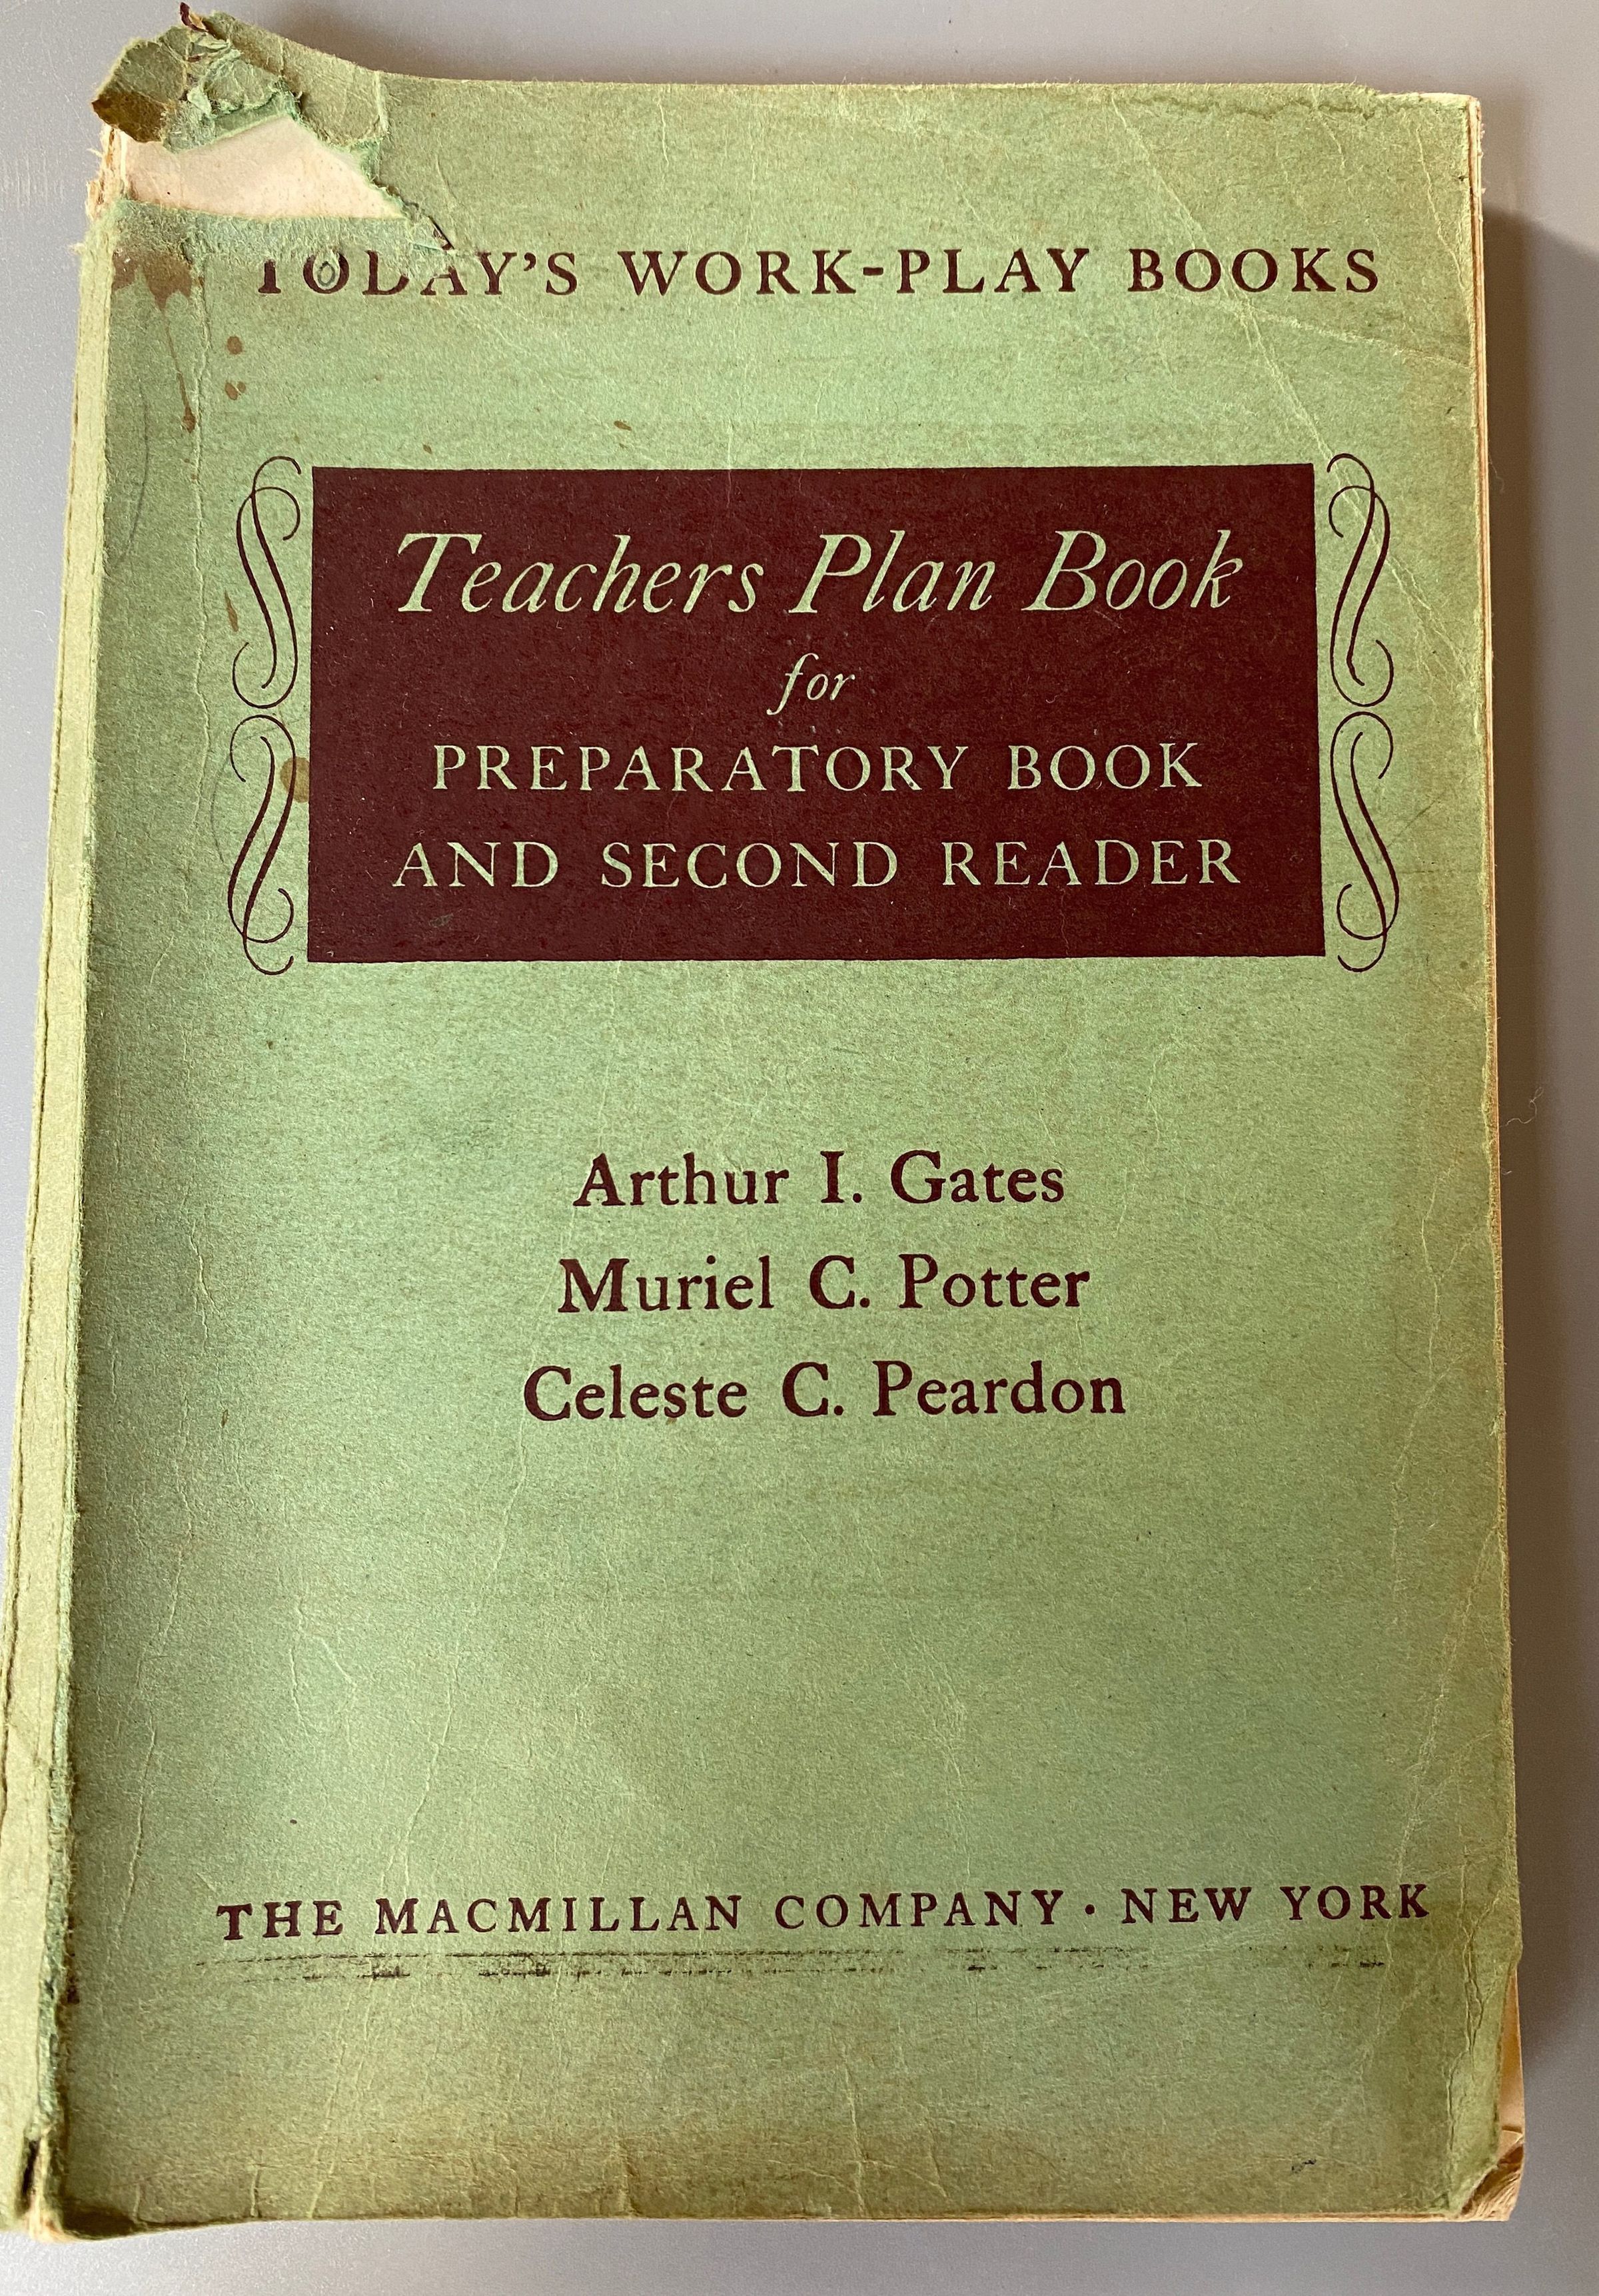 TODAY'S WORK-PLAY BOOKS
Teachers Plan Book
for
PREPARATORY BOOK
AND SECOND READER
Arthur I. Gates
Muriel C. Potter
Celeste C. Peardon
THE MACMILLAN COMPANY · NEW YORK